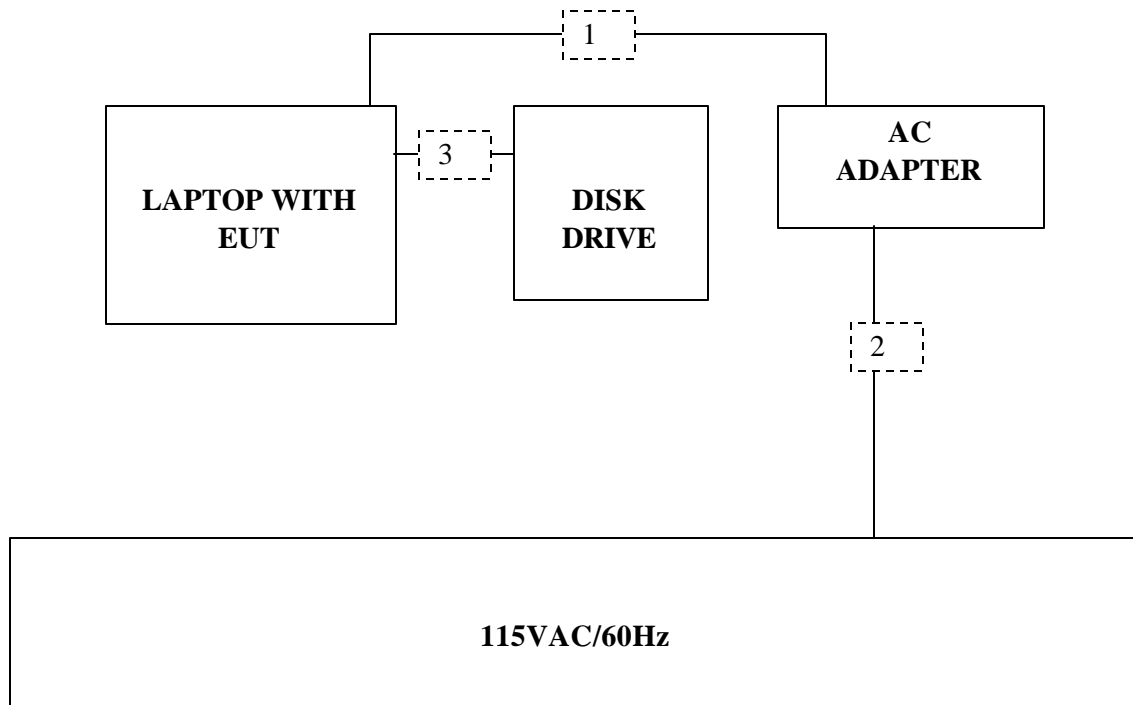 1
AC
ADAPTER
3
LAPTOP WITH
EUT
DISK
DRIVE
2
115VAC/60Hz